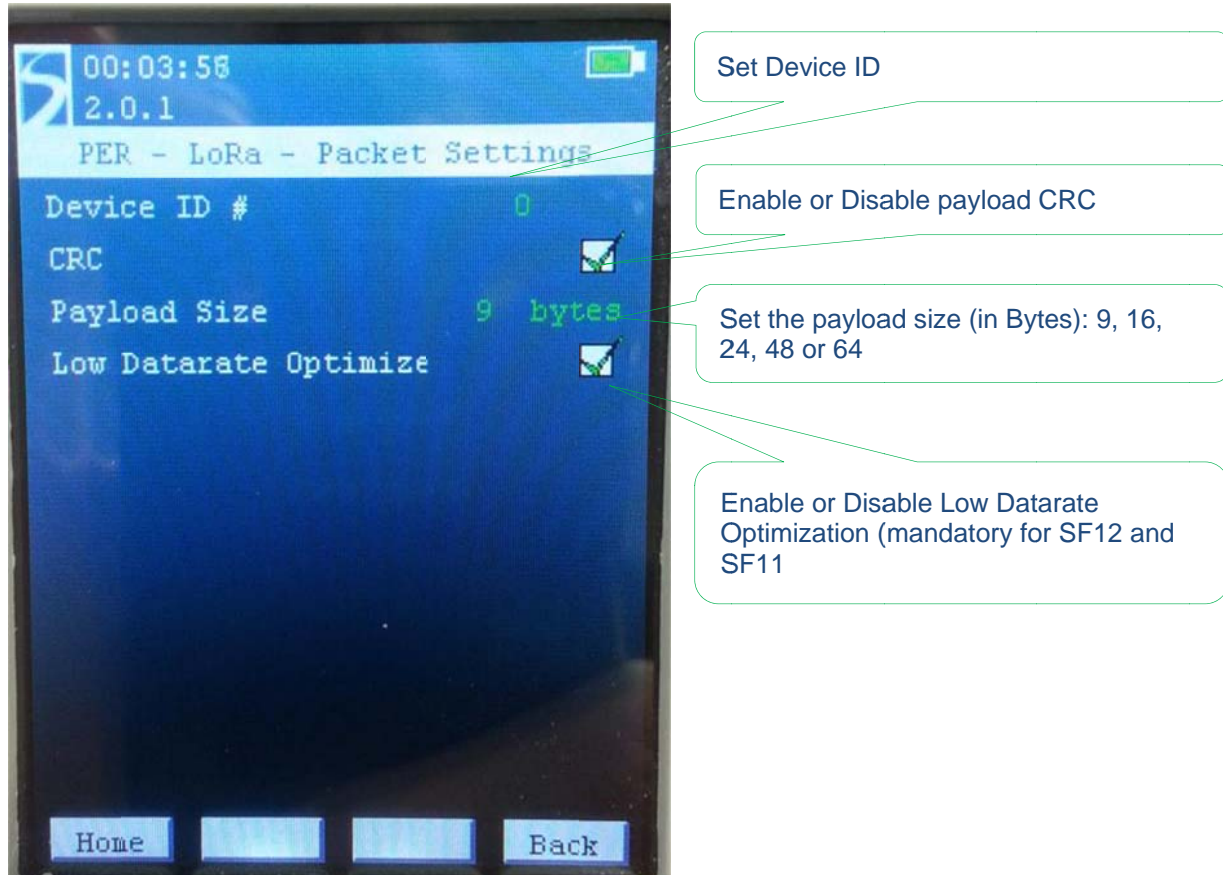 00:03:58
2.0.1
PER - LoRa - Packet Settings
Device ID # 0
CRC
Payload Size 9 bytes
Low Datarate Optimize
Home
Back
Set Device ID
Enable or Disable payload CRC
Set the payload size (in Bytes): 9, 16,
24, 48 or 64
Enable or Disable Low Datarate
Optimization (mandatory for SF12 and
SF11